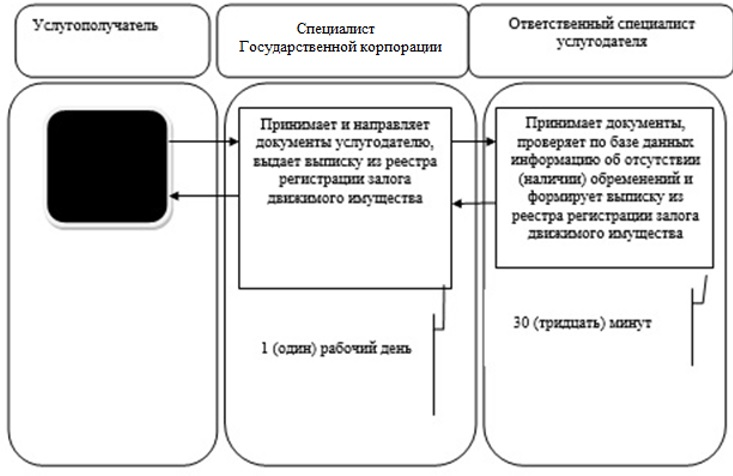 Услугополучатель
Специалист
Государственной корпорации
Ответственный специалист
услугодателя
Принимает и направляет
документы услугодателю,
выдает выписку из реестра
регистрации залога
движимого имущества
Принимает документы,
проверяет по базе данных
информацию об отсутствии
(наличии) обременений и
формирует выписку из
реестра регистрации залога
движимого имущества
1 (один) рабочий день
30 (тридцать) минут